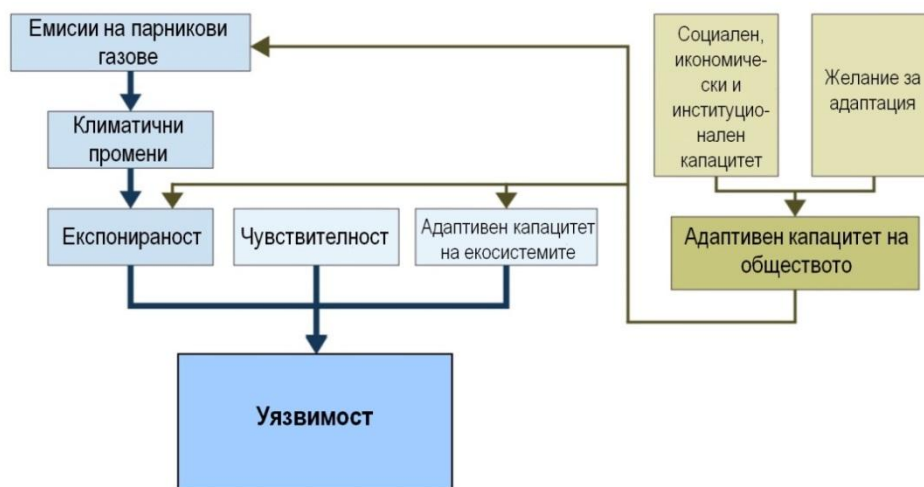 Емисии на парникови
газове
Социален,
икономиче-
ски и
институцио-
нален
капацитет
Желание за
адаптация
Климатични
промени
Експонираност
Чувствителност
Адаптивен капацитет
на екосистемите
Адаптивен капацитет на
обществото
Уязвимост